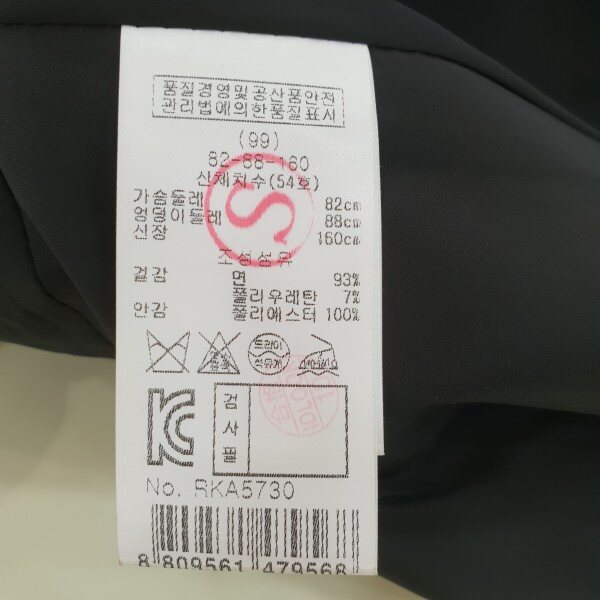 품질경영및공산품안전
관리법에의한품질표시
(99)
82-88-160
신체치수(54호)
가슴둘레 82cm
엉덩이둘레 88cm
신장 160cm
S
조성섬유
겉감 면 93%
폴리우레탄 7%
안감 폴리에스터 100%
드라이
석유계
검사필
No. RKA5730
8 809561 479568